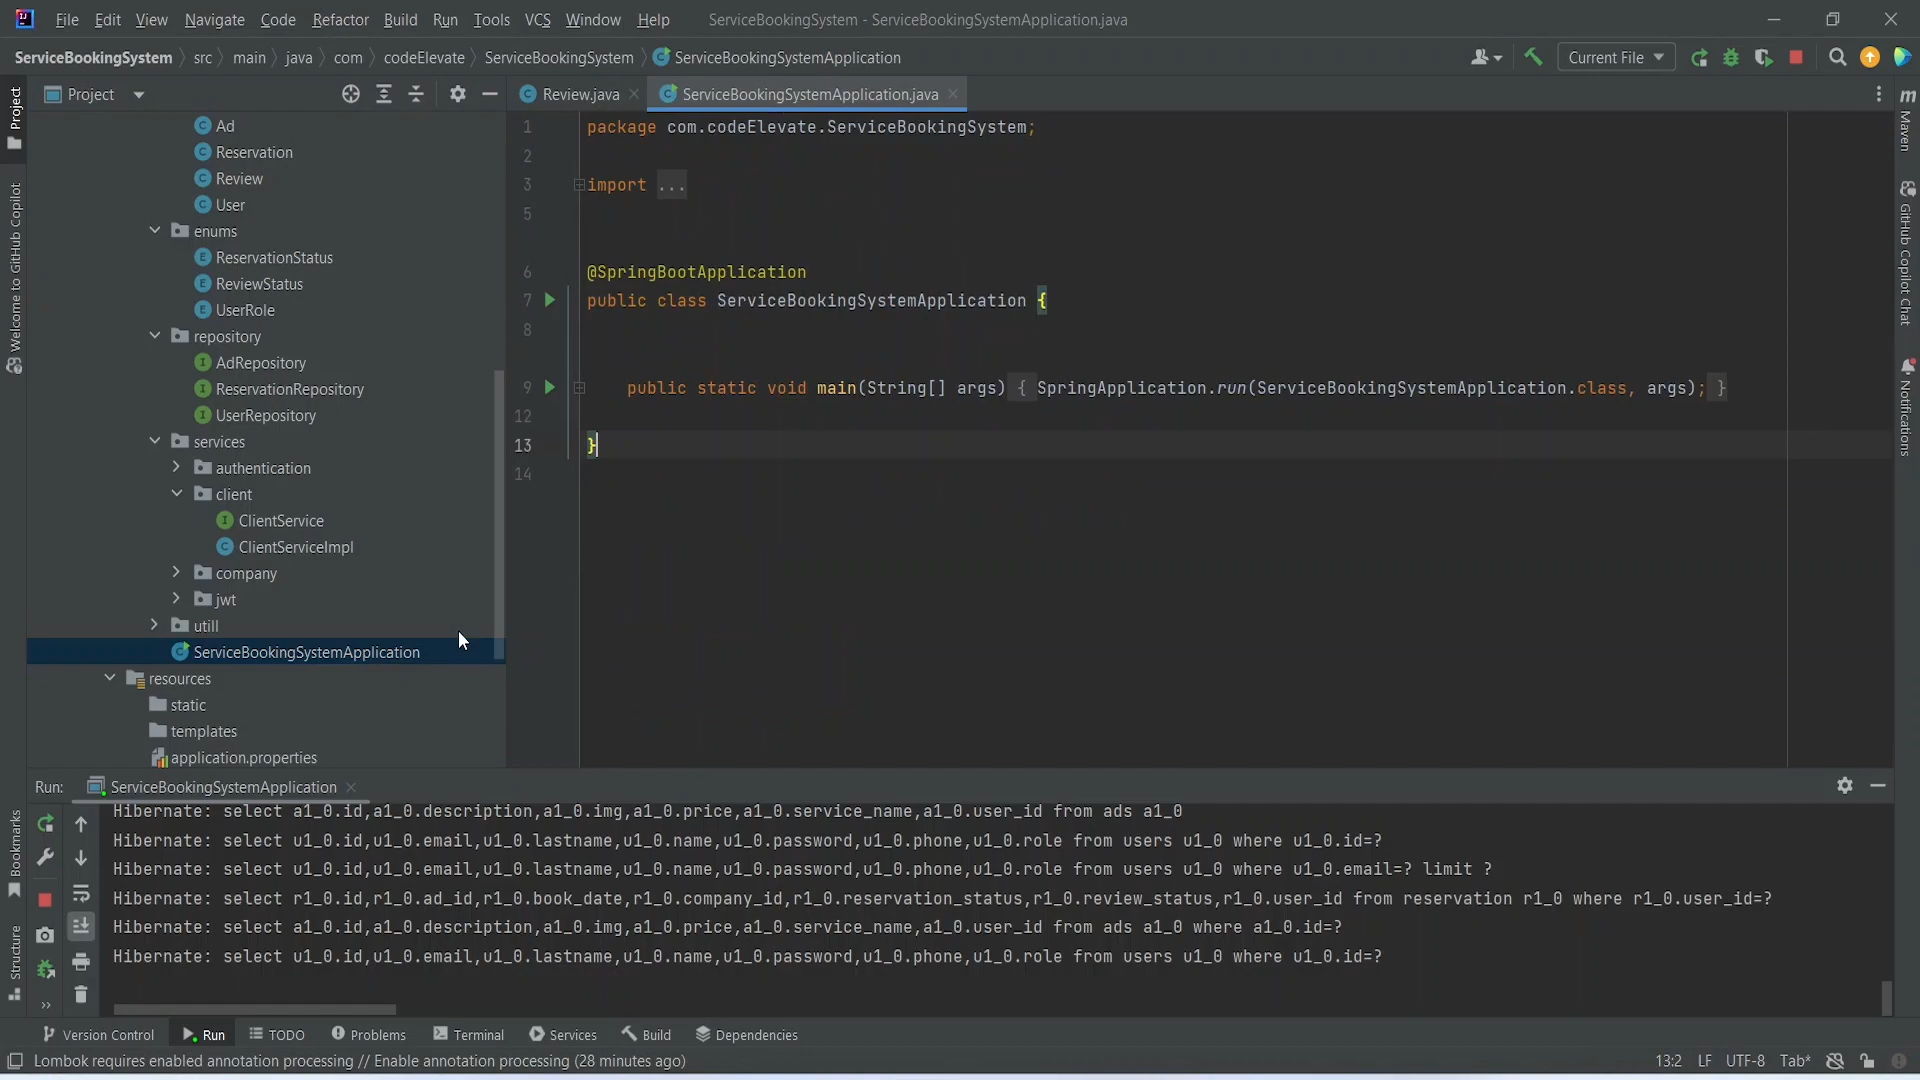 File Edit View Navigate Code Refactor Build Run Tools VCS Window Help ServiceBookingSystem - ServiceBookingSystemApplication.java
ServiceBookingSystem src main java com codeElevate ServiceBookingSystem ServiceBookingSystemApplication Current File
Project Review.java ServiceBookingSystemApplication.java
Project
Welcome to GitHub Copilot
Bookmarks
Structure
Ad
Reservation
Review
User
enums
ReservationStatus
ReviewStatus
UserRole
repository
AdRepository
ReservationRepository
UserRepository
services
authentication
client
ClientService
ClientServiceImpl
company
jwt
utill
ServiceBookingSystemApplication
resources
static
templates
application.properties
1 package com.codeElevate.ServiceBookingSystem;
2
3 import ...
5
6 @SpringBootApplication
7 public class ServiceBookingSystemApplication {
8
9 public static void main(String[] args) { SpringApplication.run(ServiceBookingSystemApplication.class, args); }
12
13 }
14
m Maven
GitHub Copilot Chat
Notifications
Run: ServiceBookingSystemApplication
Hibernate: select a1_0.id,a1_0.description,a1_0.img,a1_0.price,a1_0.service_name,a1_0.user_id from ads a1_0
Hibernate: select u1_0.id,u1_0.email,u1_0.lastname,u1_0.name,u1_0.password,u1_0.phone,u1_0.role from users u1_0 where u1_0.id=?
Hibernate: select u1_0.id,u1_0.email,u1_0.lastname,u1_0.name,u1_0.password,u1_0.phone,u1_0.role from users u1_0 where u1_0.email=? limit ?
Hibernate: select r1_0.id,r1_0.ad_id,r1_0.book_date,r1_0.company_id,r1_0.reservation_status,r1_0.review_status,r1_0.user_id from reservation r1_0 where r1_0.user_id=?
Hibernate: select a1_0.id,a1_0.description,a1_0.img,a1_0.price,a1_0.service_name,a1_0.user_id from ads a1_0 where a1_0.id=?
Hibernate: select u1_0.id,u1_0.email,u1_0.lastname,u1_0.name,u1_0.password,u1_0.phone,u1_0.role from users u1_0 where u1_0.id=?
Version Control Run TODO Problems Terminal Services Build Dependencies
Lombok requires enabled annotation processing // Enable annotation processing (28 minutes ago) 13:2 LF UTF-8 Tab*